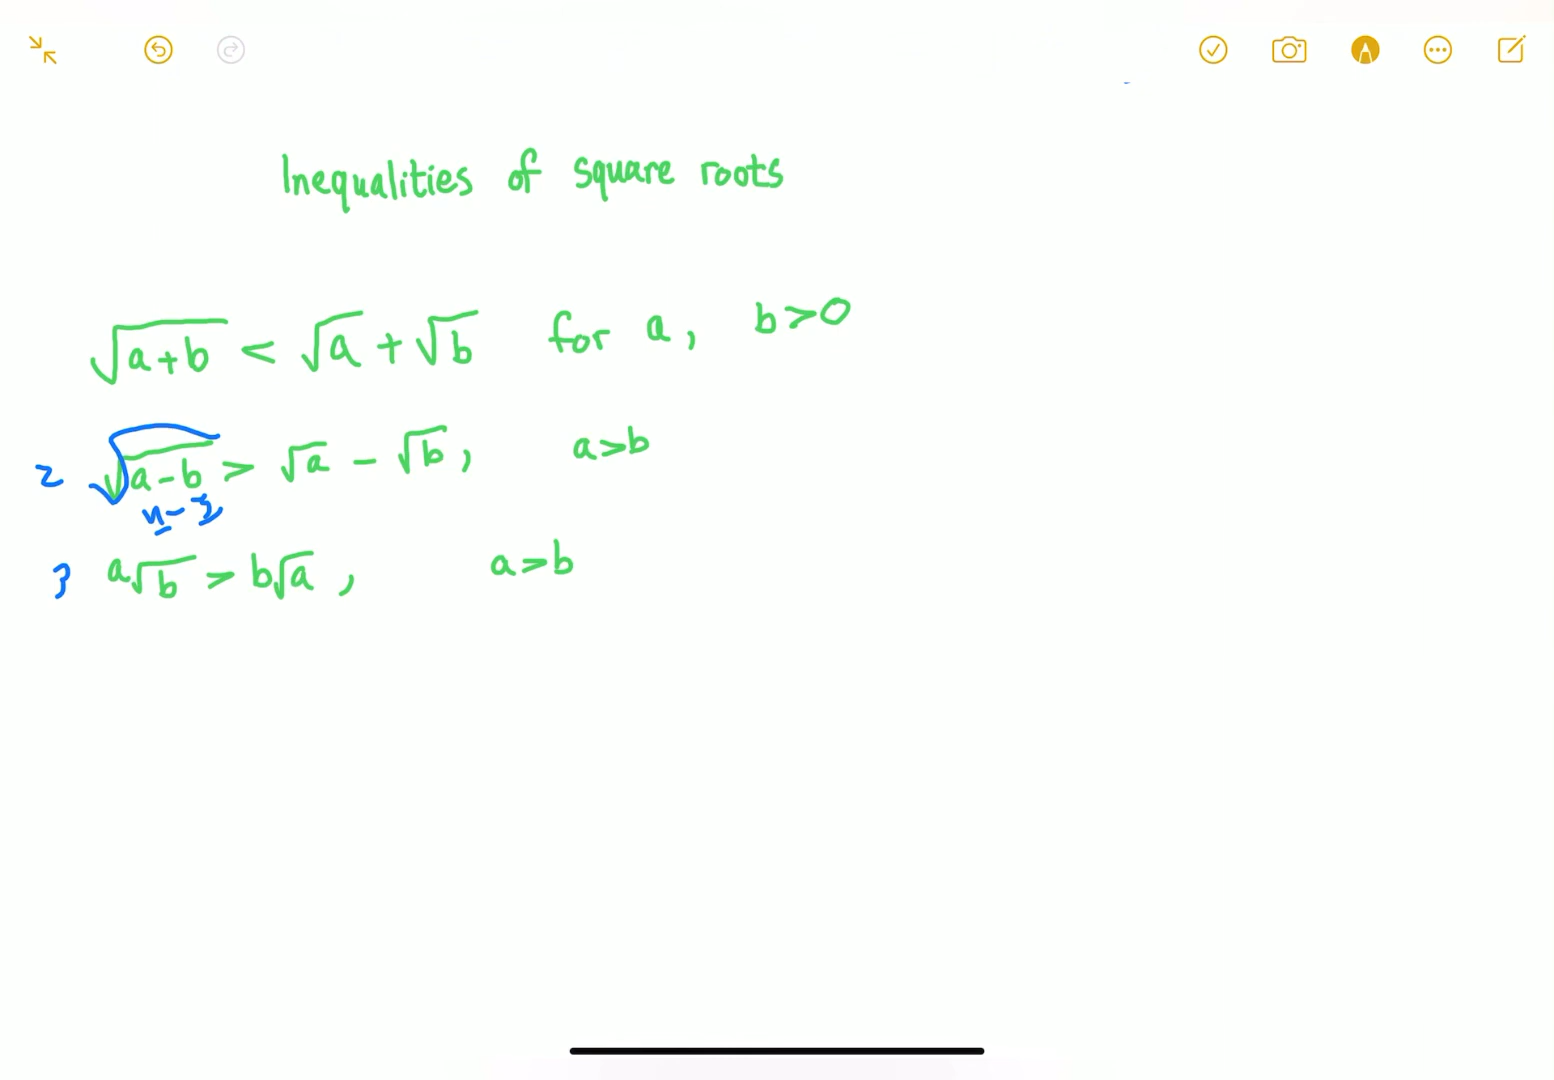 Inequalities of square roots
√(a+b) < √a + √b for a, b>0
2 √(a-b) > √a - √b, a>b
3 a√b > b√a, a>b